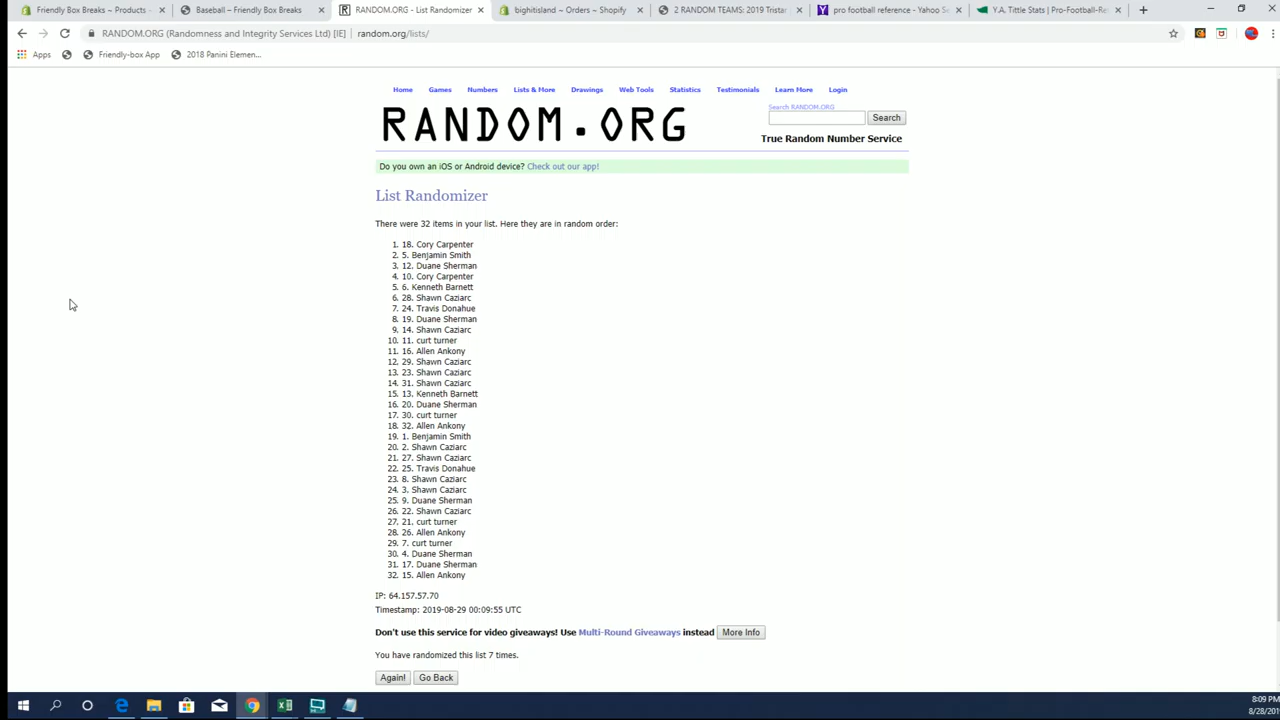 Friendly Box Breaks ~ Products ~
Baseball – Friendly Box Breaks
RANDOM.ORG - List Randomizer
bighitisland ~ Orders ~ Shopify
2 RANDOM TEAMS: 2019 Tristar
pro football reference - Yahoo Se
Y.A. Tittle Stats | Pro-Football-Re
RANDOM.ORG (Randomness and Integrity Services Ltd) [IE] | random.org/lists/
Apps
Friendly-box App
2018 Panini Elemen...
Home Games Numbers Lists & More Drawings Web Tools Statistics Testimonials Learn More Login
Search RANDOM.ORG
RANDOM.ORG
Search
True Random Number Service
Do you own an iOS or Android device? Check out our app!
List Randomizer
There were 32 items in your list. Here they are in random order:
1. 18. Cory Carpenter
2. 5. Benjamin Smith
3. 12. Duane Sherman
4. 10. Cory Carpenter
5. 6. Kenneth Barnett
6. 28. Shawn Caziarc
7. 24. Travis Donahue
8. 19. Duane Sherman
9. 14. Shawn Caziarc
10. 11. curt turner
11. 16. Allen Ankony
12. 29. Shawn Caziarc
13. 23. Shawn Caziarc
14. 31. Shawn Caziarc
15. 13. Kenneth Barnett
16. 20. Duane Sherman
17. 30. curt turner
18. 32. Allen Ankony
19. 1. Benjamin Smith
20. 2. Shawn Caziarc
21. 27. Shawn Caziarc
22. 25. Travis Donahue
23. 8. Shawn Caziarc
24. 3. Shawn Caziarc
25. 9. Duane Sherman
26. 22. Shawn Caziarc
27. 21. curt turner
28. 26. Allen Ankony
29. 7. curt turner
30. 4. Duane Sherman
31. 17. Duane Sherman
32. 15. Allen Ankony
IP: 64.157.57.70
Timestamp: 2019-08-29 00:09:55 UTC
Don't use this service for video giveaways! Use Multi-Round Giveaways instead More Info
You have randomized this list 7 times.
Again! Go Back
8:09 PM
8/28/201